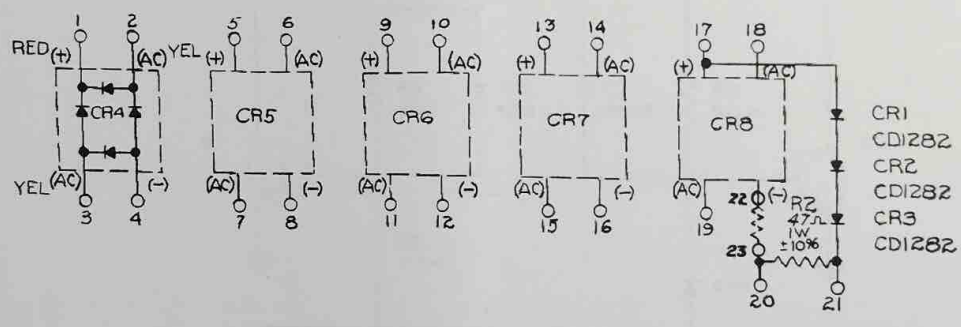 1 2 5 6 9 10 13 14 17 18
RED (+) (AC) YEL (+) (AC) (+) (AC) (+) (AC) (+) (AC)
CR4 CR5 CR6 CR7 CR8
CR1
CD1282
CR2
CD1282
CR3
CD1282
YEL (AC) (-) (AC) (-) (AC) (-) (AC) (-) (AC) (-)
3 4 7 8 11 12 15 16 19
22
R2
47Ω
1W
±10%
23
20 21